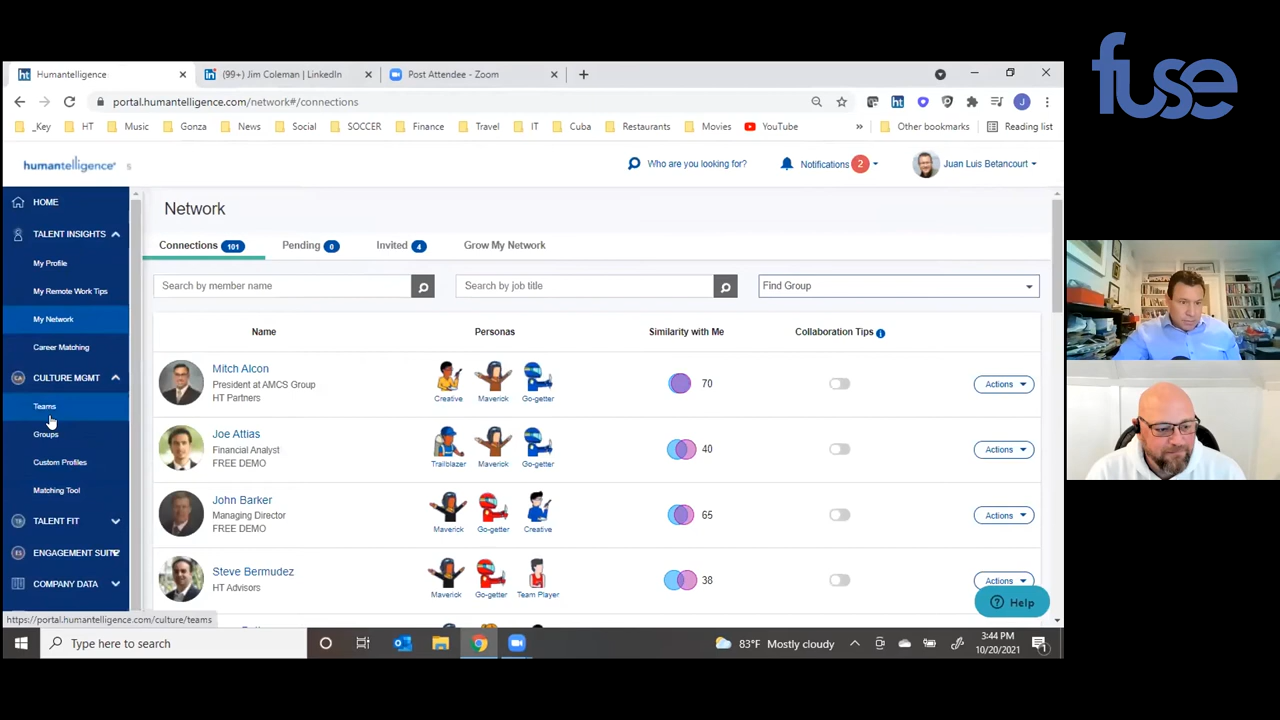 fuse
Humantelligence
(99+) Jim Coleman | LinkedIn
Post Attendee - Zoom
portal.humantelligence.com/network#/connections
_Key
HT
Music
Gonza
News
Social
SOCCER
Finance
Travel
IT
Cuba
Restaurants
Movies
YouTube
»
Other bookmarks
Reading list
humantelligence
s
Who are you looking for?
Notifications 2
Juan Luis Betancourt
HOME
TALENT INSIGHTS
My Profile
My Remote Work Tips
My Network
Career Matching
CULTURE MGMT
Teams
Groups
Custom Profiles
Matching Tool
TALENT FIT
ENGAGEMENT SUITE
COMPANY DATA
Network
Connections 101
Pending 0
Invited 4
Grow My Network
Search by member name
Search by job title
Find Group
Name
Personas
Similarity with Me
Collaboration Tips
Mitch Alcon
President at AMCS Group
HT Partners
Creative
Maverick
Go-getter
70
Actions
Joe Attias
Financial Analyst
FREE DEMO
Trailblazer
Maverick
Go-getter
40
Actions
John Barker
Managing Director
FREE DEMO
Maverick
Go-getter
Creative
65
Actions
Steve Bermudez
HT Advisors
Maverick
Go-getter
Team Player
38
Actions
Help
https://portal.humantelligence.com/culture/teams
Type here to search
83°F Mostly cloudy
3:44 PM
10/20/2021
1